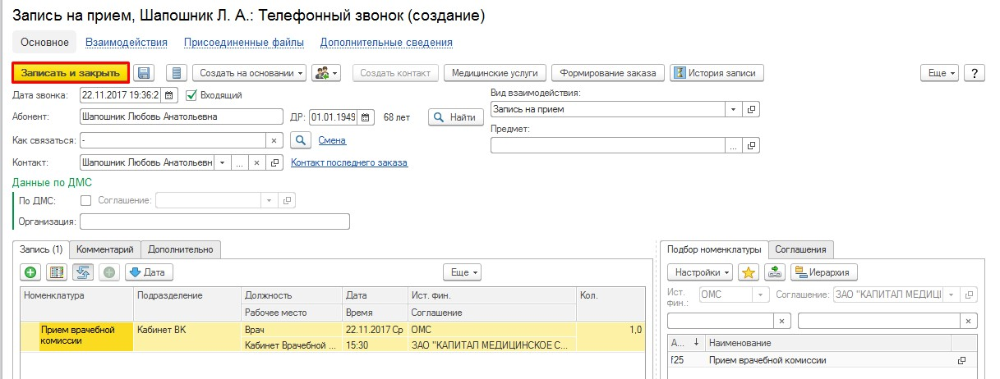 Запись на прием, Шапошник Л. А.: Телефонный звонок (создание)
Основное Взаимодействия Присоединенные файлы Дополнительные сведения
Записать и закрыть Создать на основании Создать контакт Медицинские услуги Формирование заказа История записи Еще ?
Дата звонка: 22.11.2017 19:36:2 Входящий Вид взаимодействия:
Абонент: Шапошник Любовь Анатольевна ДР: 01.01.1949 68 лет Найти Запись на прием
Предмет:
Как связаться: - × Смена ...
Контакт: Шапошник Любовь Анатольевн ... × Контакт последнего заказа
Данные по ДМС
По ДМС: Соглашение:
Организация:
Запись (1) Комментарий Дополнительно Подбор номенклатуры Соглашения
Дата Еще Настройки Иерархия
Номенклатура Подразделение Должность Дата Ист. фин. Кол. Ист. фин.: ОМС Соглашение: ЗАО "КАПИТАЛ МЕДИЦИ
Рабочее место Время Соглашение × ×
Прием врачебной комиссии Кабинет ВК Врач 22.11.2017 Ср ОМС 1,0 А... ↓ Наименование
Кабинет Врачебной ... 15:30 ЗАО "КАПИТАЛ МЕДИЦИНСКОЕ С... f25 Прием врачебной комиссии